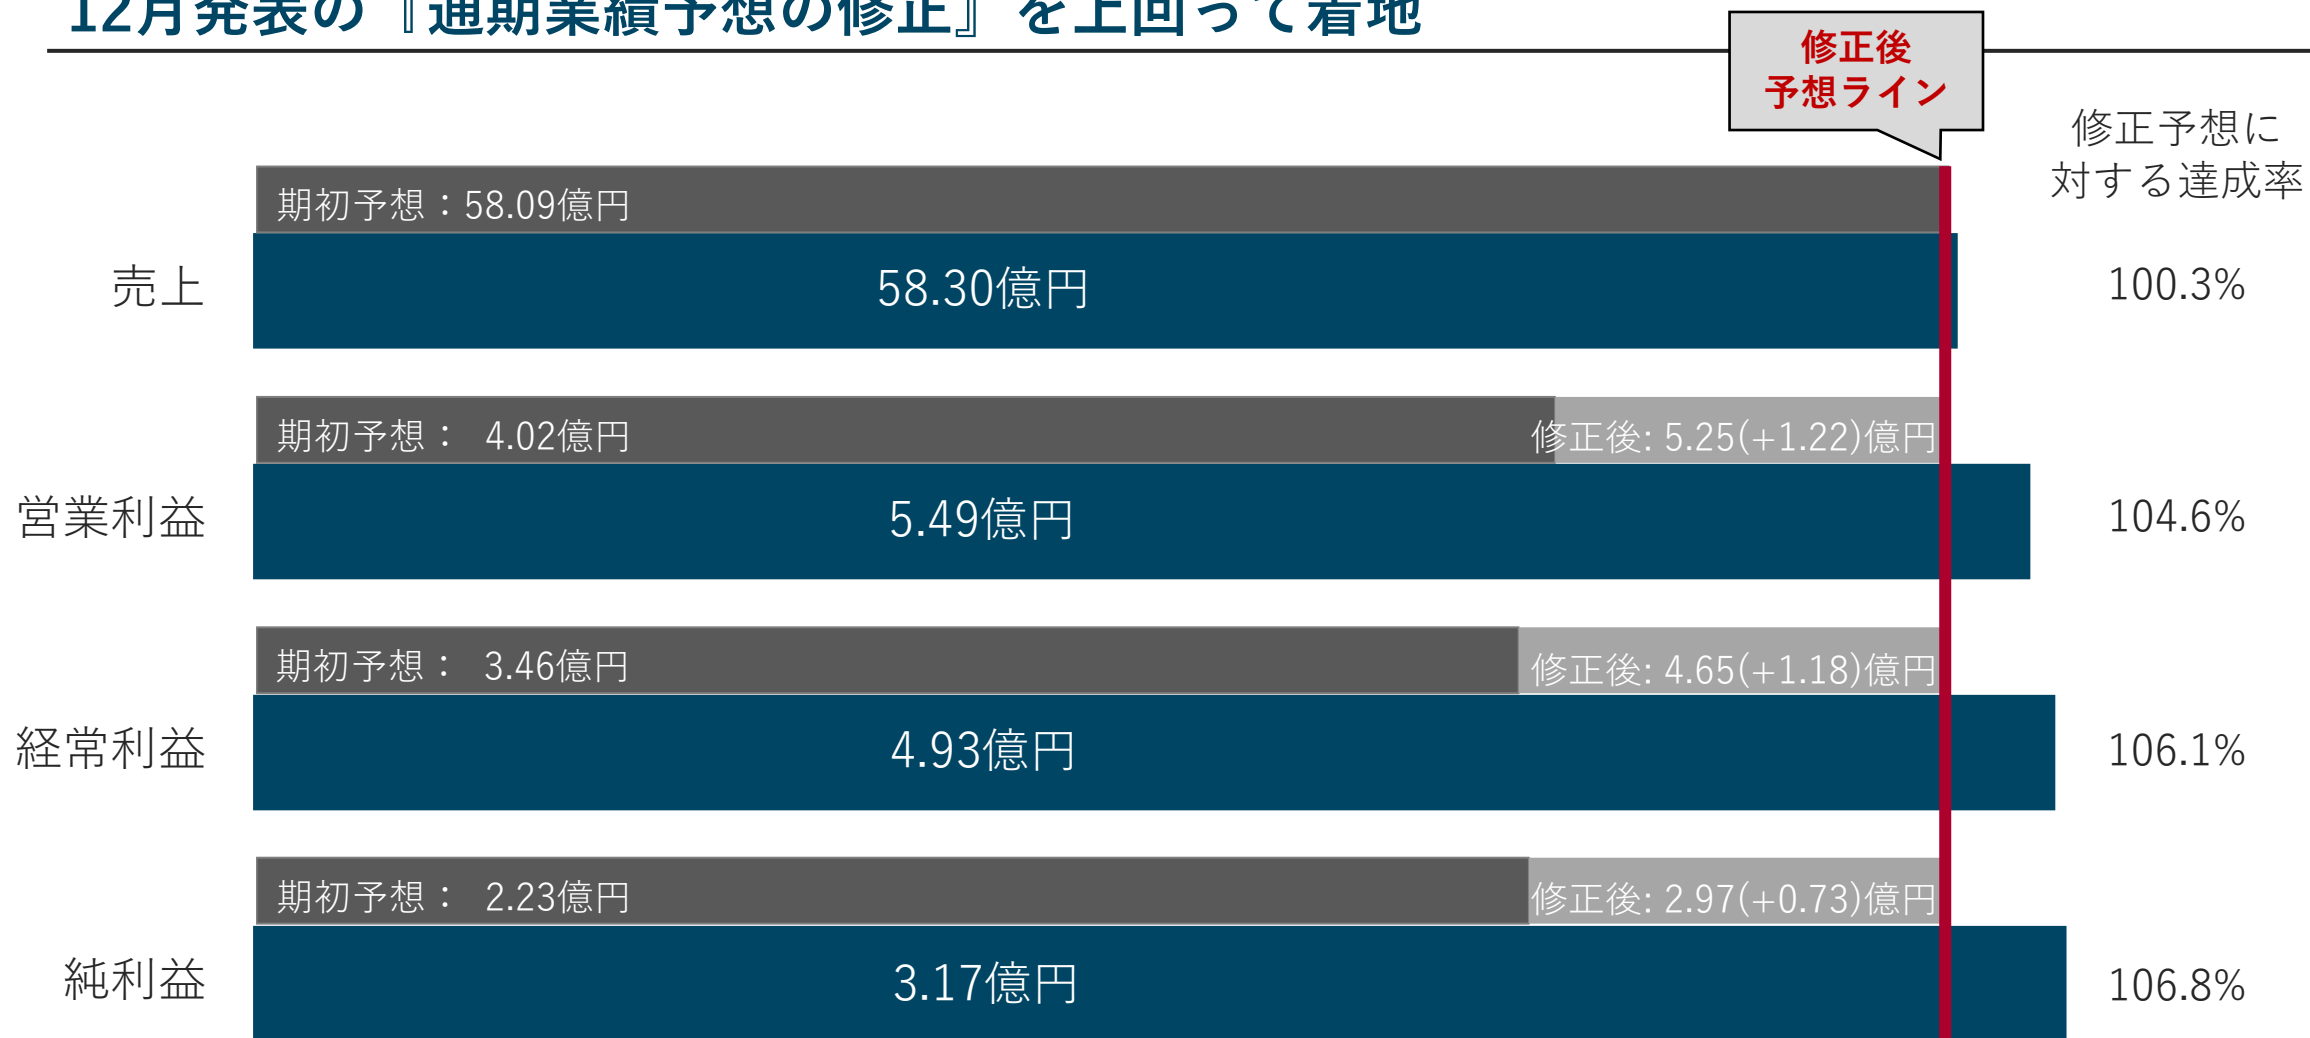 12月発表の『通期業績予想の修正』を上回って着地
修正後
予想ライン
修正予想に
対する達成率
期初予想：58.09億円
売上
58.30億円
100.3%
期初予想： 4.02億円
修正後: 5.25(+1.22)億円
営業利益
5.49億円
104.6%
期初予想： 3.46億円
修正後: 4.65(+1.18)億円
経常利益
4.93億円
106.1%
期初予想： 2.23億円
修正後: 2.97(+0.73)億円
純利益
3.17億円
106.8%